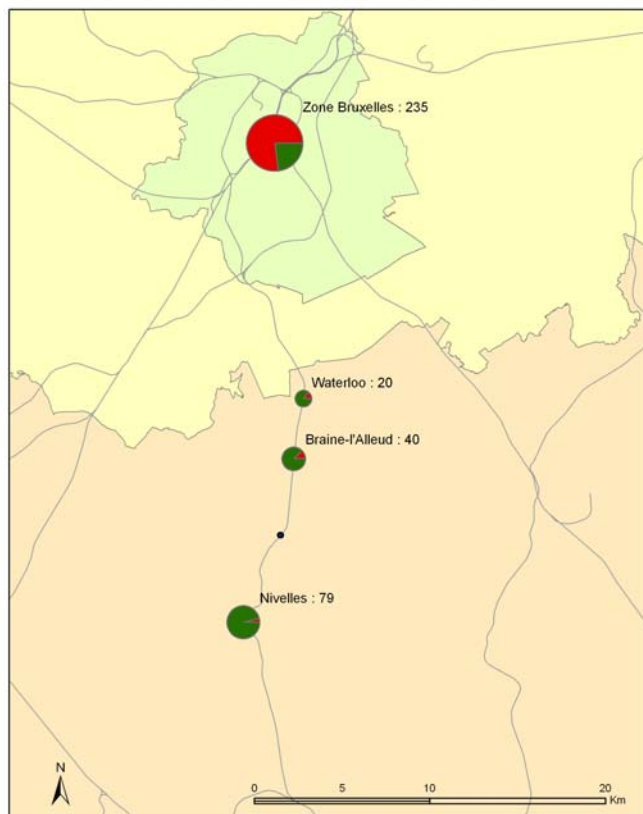 Zone Bruxelles : 235
Waterloo : 20
Braine-l'Alleud : 40
Nivelles : 79
N
0 5 10 20
Km